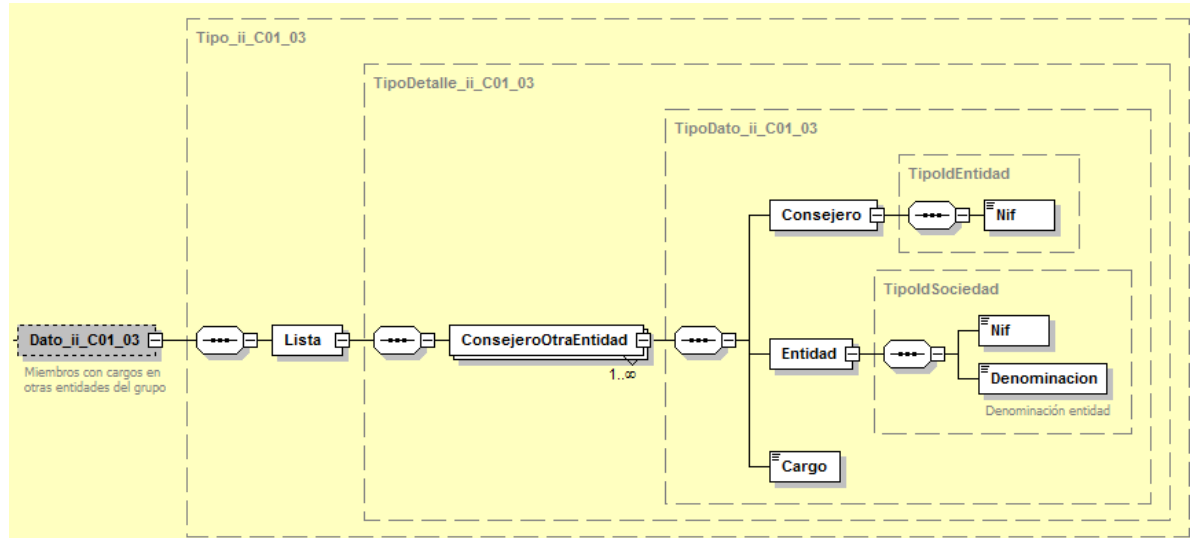 Tipo_ii_C01_03
TipoDetalle_ii_C01_03
TipoDato_ii_C01_03
TipoIdEntidad
Consejero
Nif
TipoIdSociedad
Nif
Dato_ii_C01_03
Lista
ConsejeroOtraEntidad
Entidad
Miembros con cargos en
otras entidades del grupo
1..∞
Denominacion
Denominación entidad
Cargo